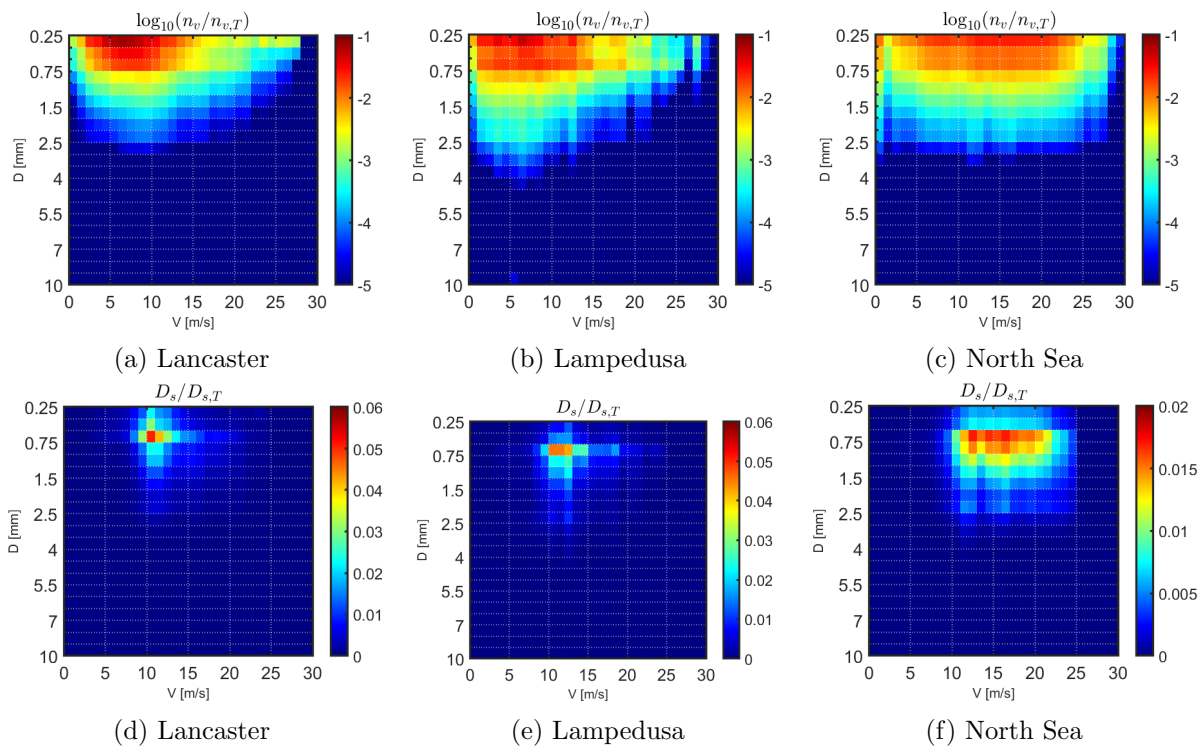 log₁₀(nᵥ/nᵥ,T)
log₁₀(nᵥ/nᵥ,T)
log₁₀(nᵥ/nᵥ,T)
D [mm]
0.25
0.75
1.5
2.5
4
5.5
7
10
0 5 10 15 20 25 30
V [m/s]
-1
-2
-3
-4
-5
D [mm]
0.25
0.75
1.5
2.5
4
5.5
7
10
0 5 10 15 20 25 30
V [m/s]
-1
-2
-3
-4
-5
D [mm]
0.25
0.75
1.5
2.5
4
5.5
7
10
0 5 10 15 20 25 30
V [m/s]
-1
-2
-3
-4
-5
(a) Lancaster
(b) Lampedusa
(c) North Sea
Dₛ/Dₛ,T
Dₛ/Dₛ,T
Dₛ/Dₛ,T
D [mm]
0.25
0.75
1.5
2.5
4
5.5
7
10
0 5 10 15 20 25 30
V [m/s]
0.06
0.05
0.04
0.03
0.02
0.01
0
D [mm]
0.25
0.75
1.5
2.5
4
5.5
7
10
0 5 10 15 20 25 30
V [m/s]
0.06
0.05
0.04
0.03
0.02
0.01
0
D [mm]
0.25
0.75
1.5
2.5
4
5.5
7
10
0 5 10 15 20 25 30
V [m/s]
0.02
0.015
0.01
0.005
0
(d) Lancaster
(e) Lampedusa
(f) North Sea